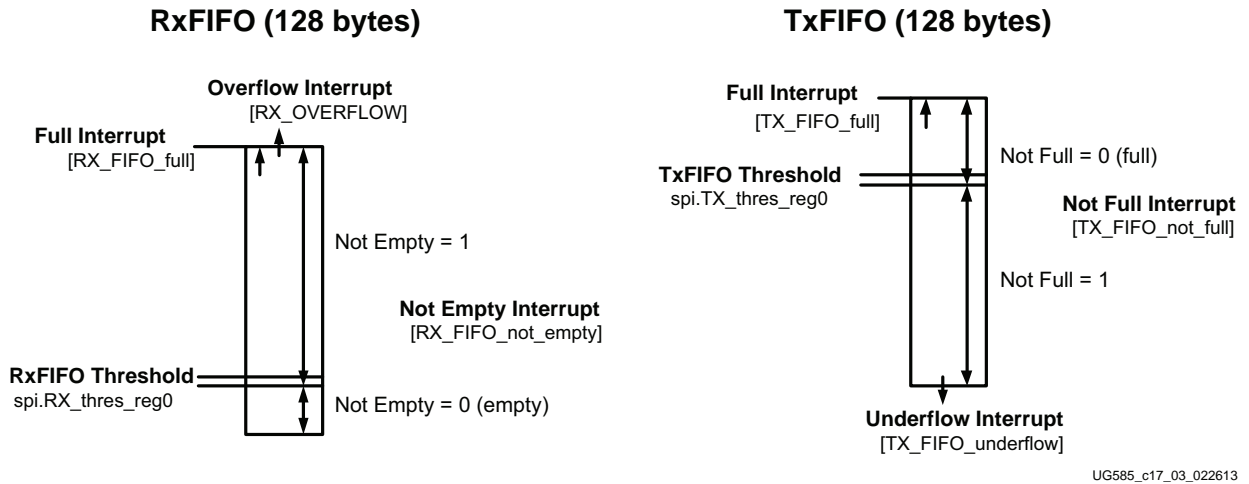 RxFIFO (128 bytes)
Overflow Interrupt
[RX_OVERFLOW]
Full Interrupt
[RX_FIFO_full]
Not Empty = 1
Not Empty Interrupt
[RX_FIFO_not_empty]
RxFIFO Threshold
spi.RX_thres_reg0
Not Empty = 0 (empty)
TxFIFO (128 bytes)
Full Interrupt
[TX_FIFO_full]
Not Full = 0 (full)
TxFIFO Threshold
spi.TX_thres_reg0
Not Full Interrupt
[TX_FIFO_not_full]
Not Full = 1
Underflow Interrupt
[TX_FIFO_underflow]
UG585_c17_03_022613